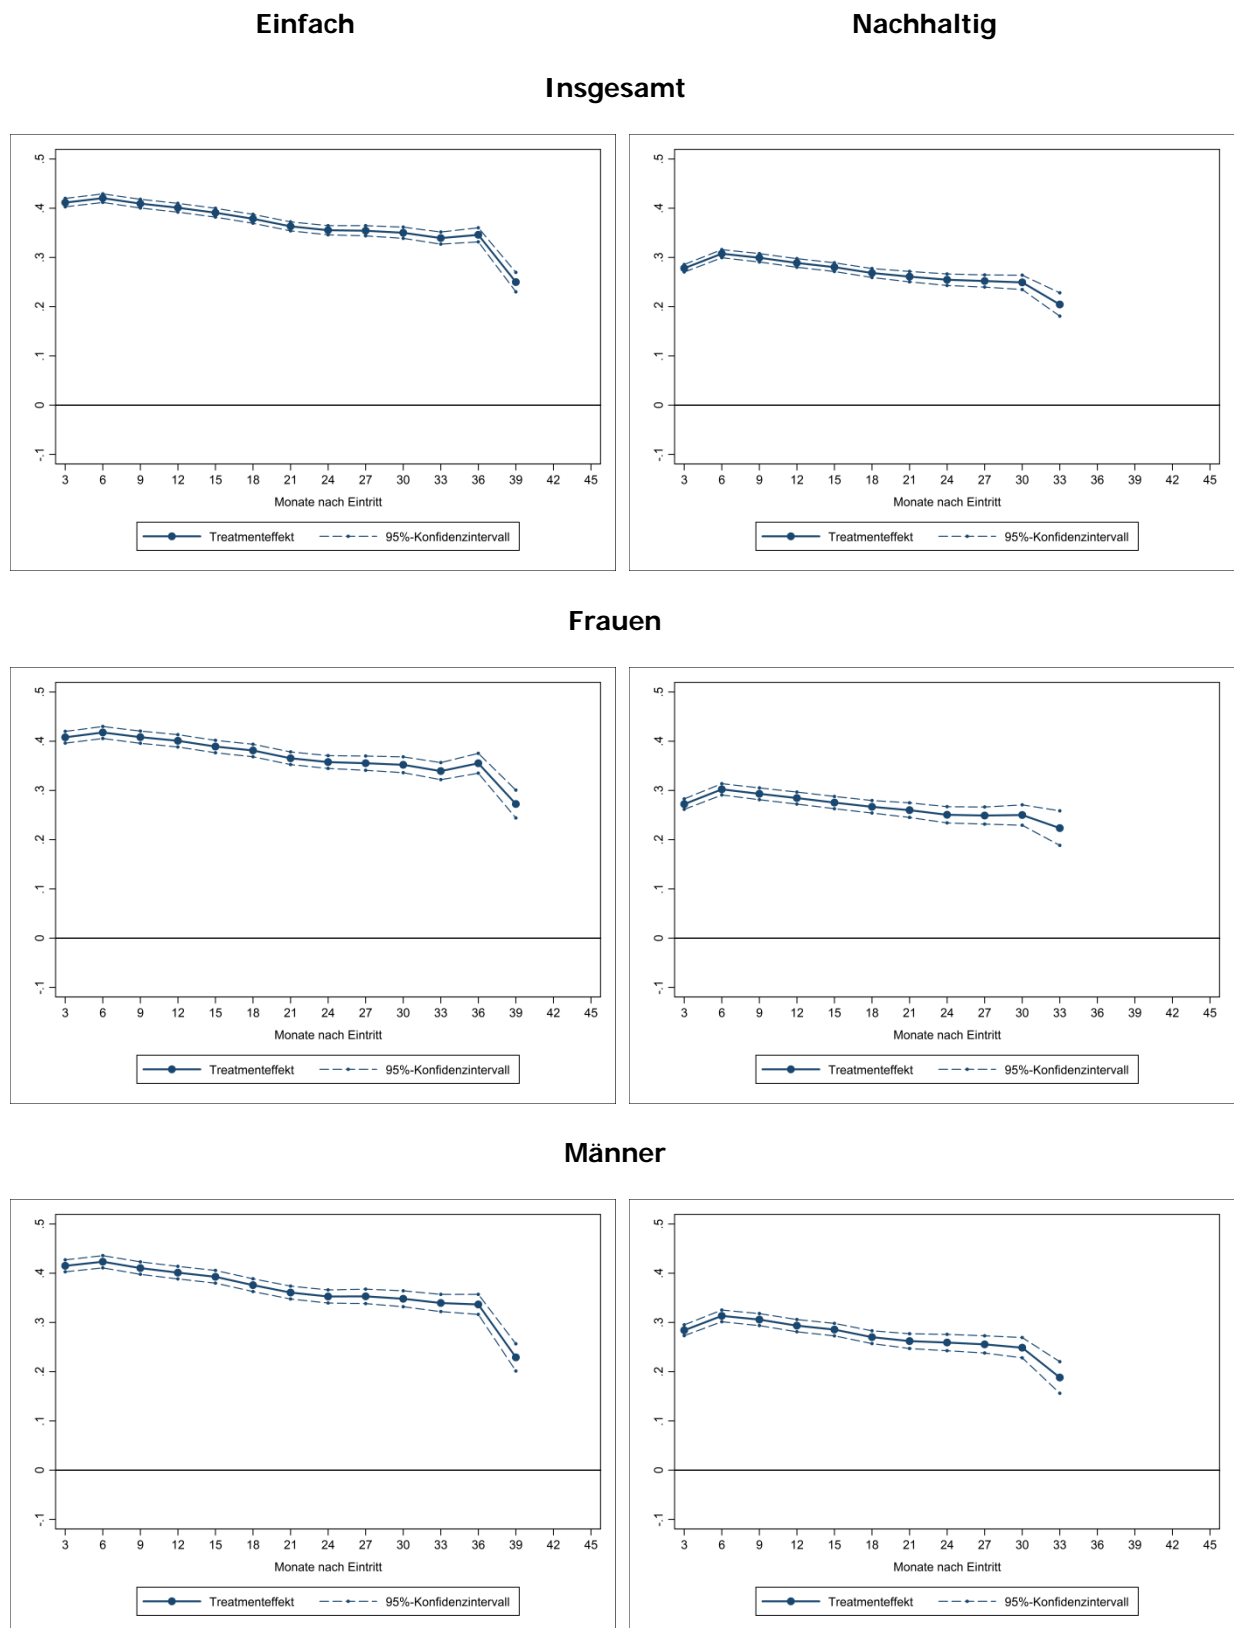 Einfach Nachhaltig
Insgesamt
.5 .5
.4 .4
.3 .3
.2 .2
.1 .1
0 0
-.1 -.1
3 6 9 12 15 18 21 24 27 30 33 36 39 42 45 3 6 9 12 15 18 21 24 27 30 33 36 39 42 45
Monate nach Eintritt Monate nach Eintritt
Treatmenteffekt 95%-Konfidenzintervall Treatmenteffekt 95%-Konfidenzintervall
Frauen
.5 .5
.4 .4
.3 .3
.2 .2
.1 .1
0 0
-.1 -.1
3 6 9 12 15 18 21 24 27 30 33 36 39 42 45 3 6 9 12 15 18 21 24 27 30 33 36 39 42 45
Monate nach Eintritt Monate nach Eintritt
Treatmenteffekt 95%-Konfidenzintervall Treatmenteffekt 95%-Konfidenzintervall
Männer
.5 .5
.4 .4
.3 .3
.2 .2
.1 .1
0 0
-.1 -.1
3 6 9 12 15 18 21 24 27 30 33 36 39 42 45 3 6 9 12 15 18 21 24 27 30 33 36 39 42 45
Monate nach Eintritt Monate nach Eintritt
Treatmenteffekt 95%-Konfidenzintervall Treatmenteffekt 95%-Konfidenzintervall